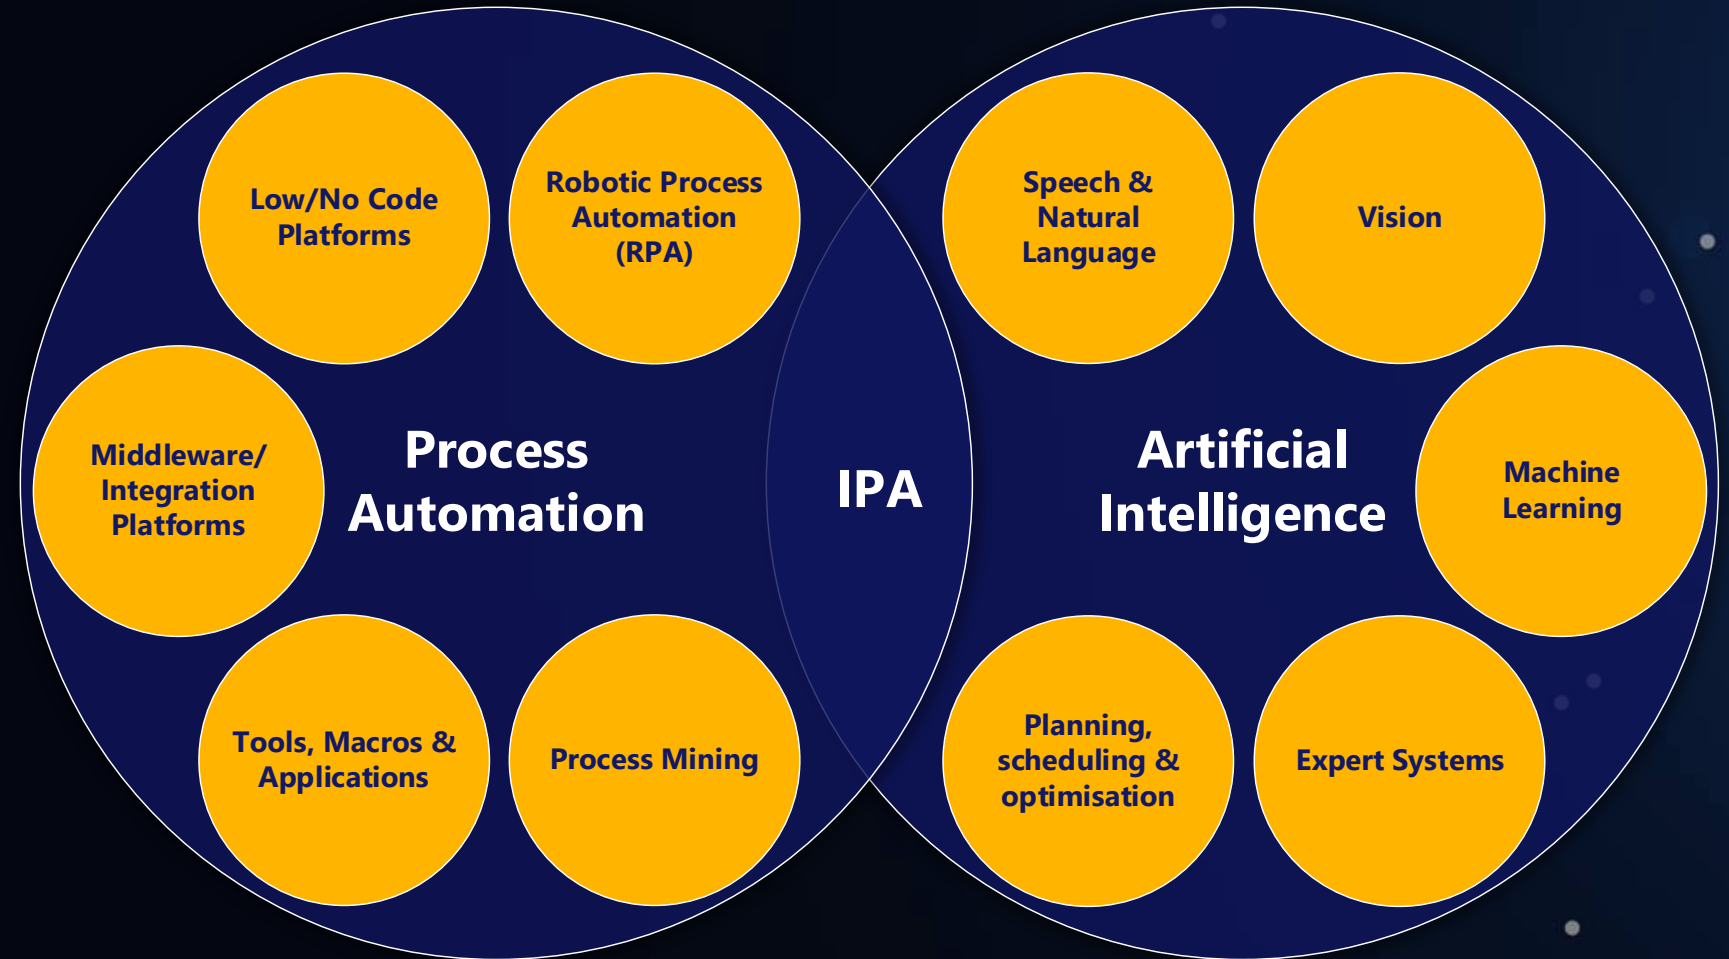 Low/No Code
Platforms
Robotic Process
Automation
(RPA)
Speech &
Natural
Language
Vision
Middleware/
Integration
Platforms
Process
Automation
IPA
Artificial
Intelligence
Machine
Learning
Tools, Macros &
Applications
Process Mining
Planning,
scheduling &
optimisation
Expert Systems